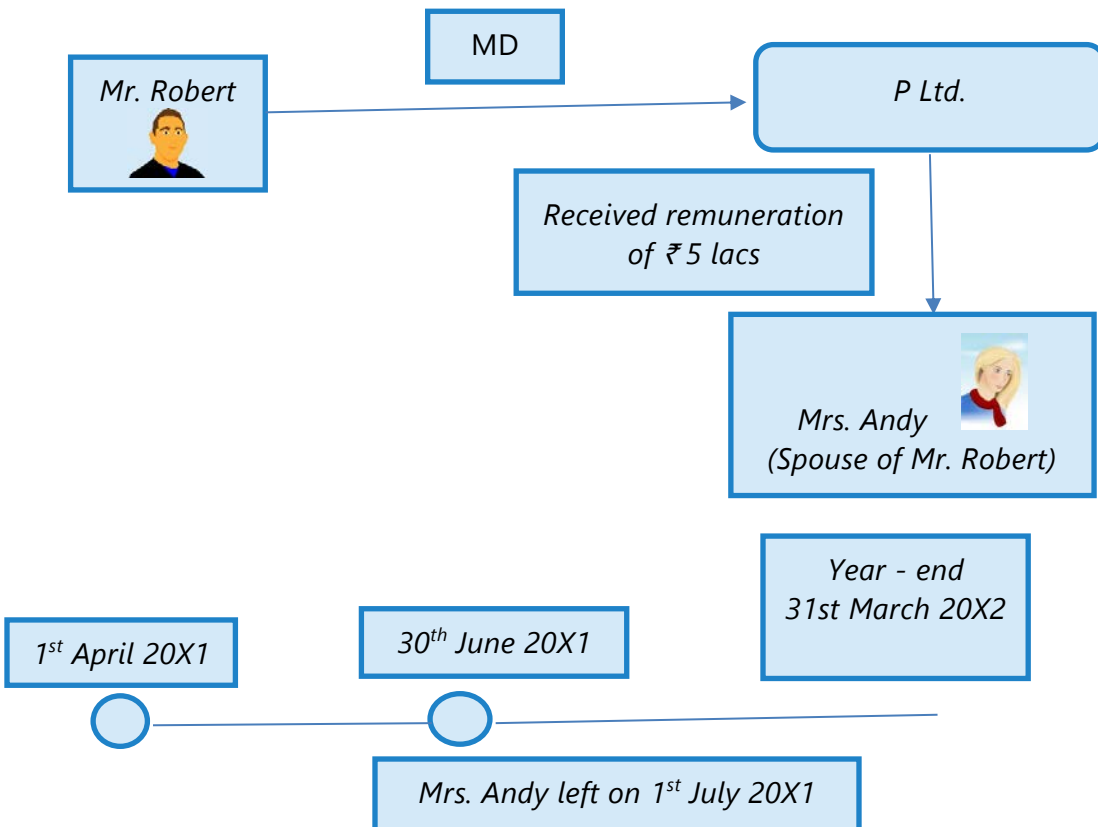 MD
Mr. Robert
P Ltd.
Received remuneration
of ₹ 5 lacs
Mrs. Andy
(Spouse of Mr. Robert)
Year - end
31st March 20X2
1st April 20X1
30th June 20X1
Mrs. Andy left on 1st July 20X1